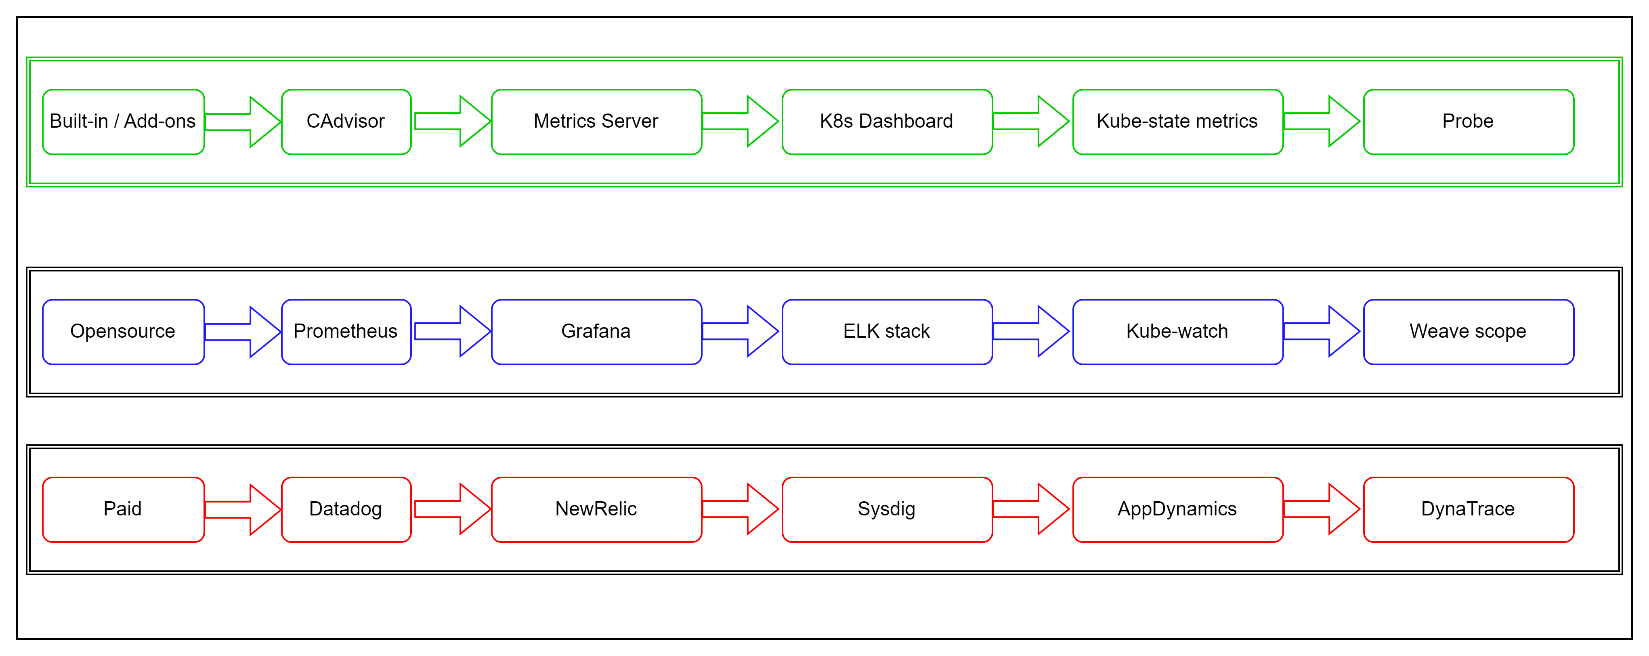 Built-in / Add-ons
CAdvisor
Metrics Server
K8s Dashboard
Kube-state metrics
Probe
Opensource
Prometheus
Grafana
ELK stack
Kube-watch
Weave scope
Paid
Datadog
NewRelic
Sysdig
AppDynamics
DynaTrace